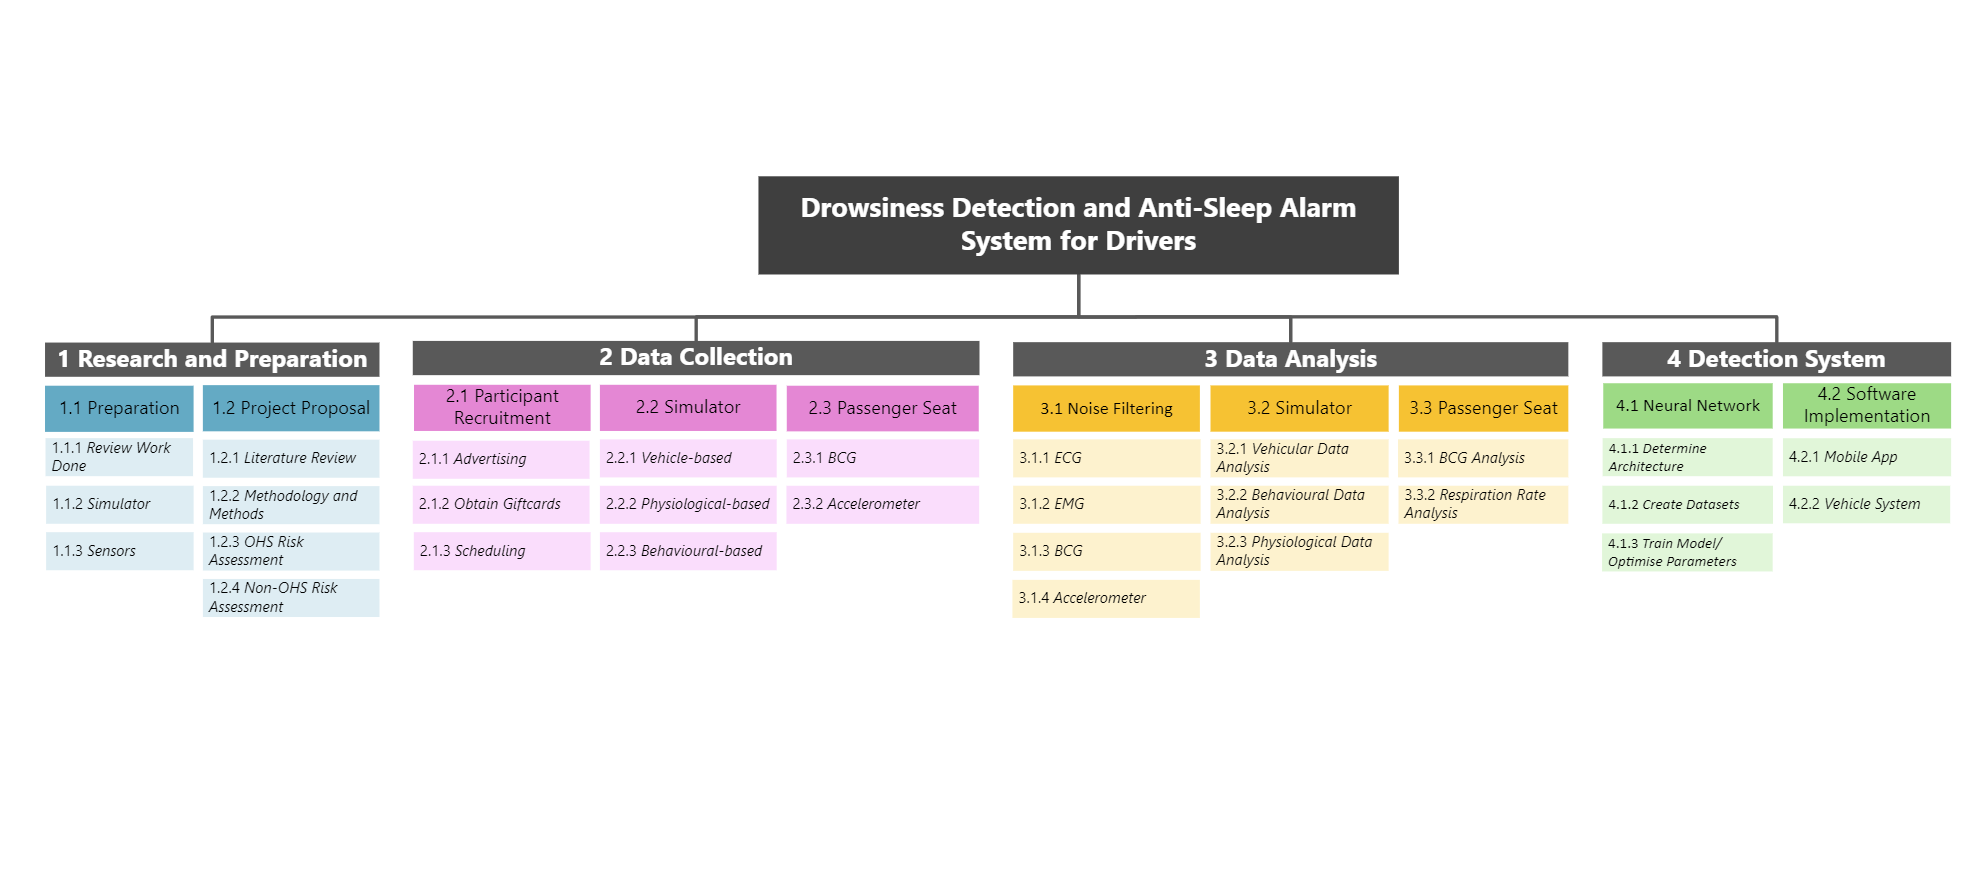 Drowsiness Detection and Anti-Sleep Alarm
System for Drivers
1 Research and Preparation
1.1 Preparation
1.1.1 Review Work
Done
1.1.2 Simulator
1.1.3 Sensors
1.2 Project Proposal
1.2.1 Literature Review
1.2.2 Methodology and
Methods
1.2.3 OHS Risk
Assessment
1.2.4 Non-OHS Risk
Assessment
2 Data Collection
2.1 Participant
Recruitment
2.1.1 Advertising
2.1.2 Obtain Giftcards
2.1.3 Scheduling
2.2 Simulator
2.2.1 Vehicle-based
2.2.2 Physiological-based
2.2.3 Behavioural-based
2.3 Passenger Seat
2.3.1 BCG
2.3.2 Accelerometer
3 Data Analysis
3.1 Noise Filtering
3.1.1 ECG
3.1.2 EMG
3.1.3 BCG
3.1.4 Accelerometer
3.2 Simulator
3.2.1 Vehicular Data
Analysis
3.2.2 Behavioural Data
Analysis
3.2.3 Physiological Data
Analysis
3.3 Passenger Seat
3.3.1 BCG Analysis
3.3.2 Respiration Rate
Analysis
4 Detection System
4.1 Neural Network
4.1.1 Determine
Architecture
4.1.2 Create Datasets
4.1.3 Train Model/
Optimise Parameters
4.2 Software
Implementation
4.2.1 Mobile App
4.2.2 Vehicle System